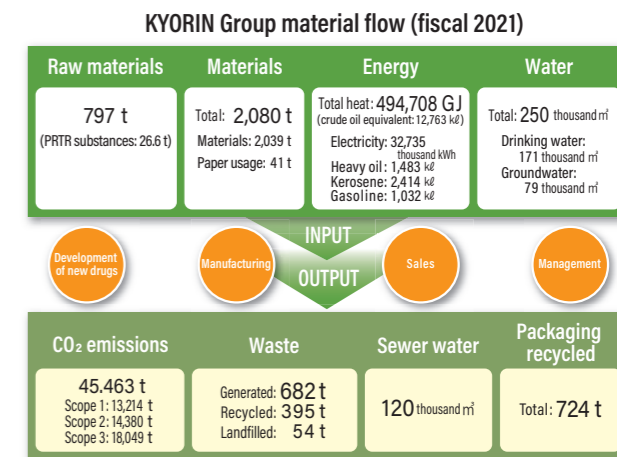 KYORIN Group material flow (fiscal 2021)
Raw materials
797 t
(PRTR substances: 26.6 t)
Materials
Total: 2,080 t
Materials: 2,039 t
Paper usage: 41 t
Energy
Total heat: 494,708 GJ
(crude oil equivalent: 12,763 kℓ)
Electricity: 32,735
thousand kWh
Heavy oil: 1,483 kℓ
Kerosene: 2,414 kℓ
Gasoline: 1,032 kℓ
Water
Total: 250 thousand㎥
Drinking water:
171 thousand ㎥
Groundwater:
79 thousand ㎥
INPUT
Development
of new drugs
Manufacturing
Sales
Management
OUTPUT
CO₂ emissions
45.463 t
Scope 1: 13,214 t
Scope 2: 14,380 t
Scope 3: 18,049 t
Waste
Generated: 682 t
Recycled: 395 t
Landfilled: 54 t
Sewer water
120 thousand㎥
Packaging
recycled
Total: 724 t